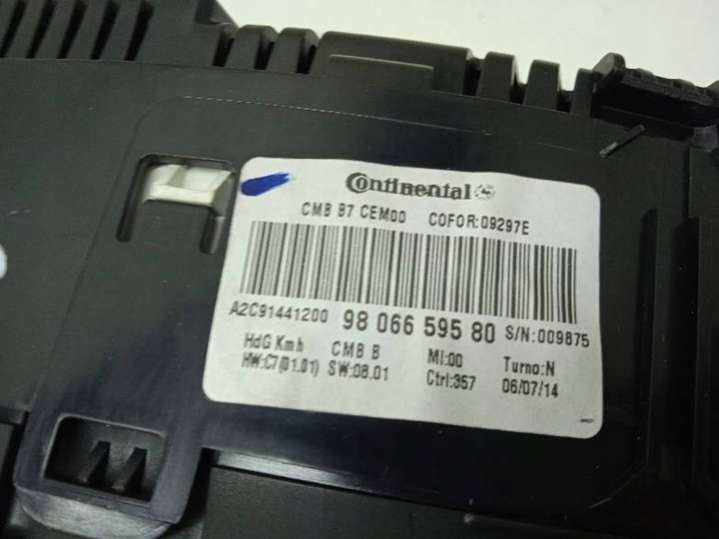 Continental
CMB B7 CEM00 COFOR:09297E
A2C91441200 98 066 595 80 S/N:009875
HdG Kmh CMB B MI:00 Turno:N
HW:C7(01.01) SW:08.01 Ctrl:357 06/07/14